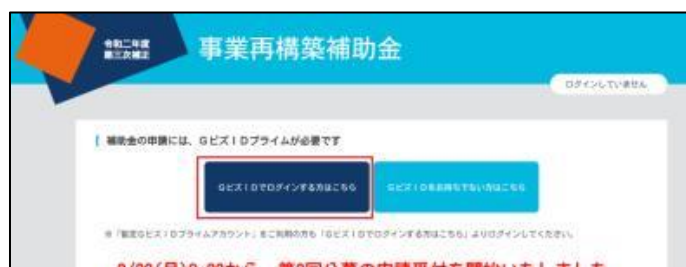 令和二年度
第三次補正
事業再構築補助金
ログインしていません
補助金の申請には、GビズIDプライムが必要です
GビズIDでログインする方はこちら
GビズIDをお持ちでない方はこちら
※「暫定GビズIDプライムアカウント」をご利用の方も「GビズIDでログインする方はこちら」よりログインしてください。